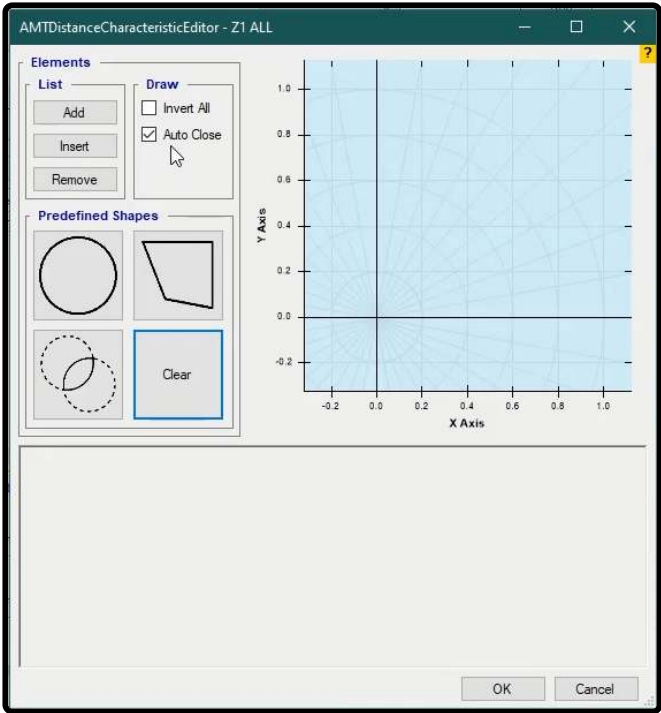 AMTDistanceCharacteristicEditor - Z1 ALL
?
Elements
List
Draw
Add
Invert All
Insert
Auto Close
Remove
Predefined Shapes
Clear
1.0
0.8
0.6
0.4
0.2
0.0
-0.2
Y Axis
-0.2 0.0 0.2 0.4 0.6 0.8 1.0
X Axis
OK Cancel